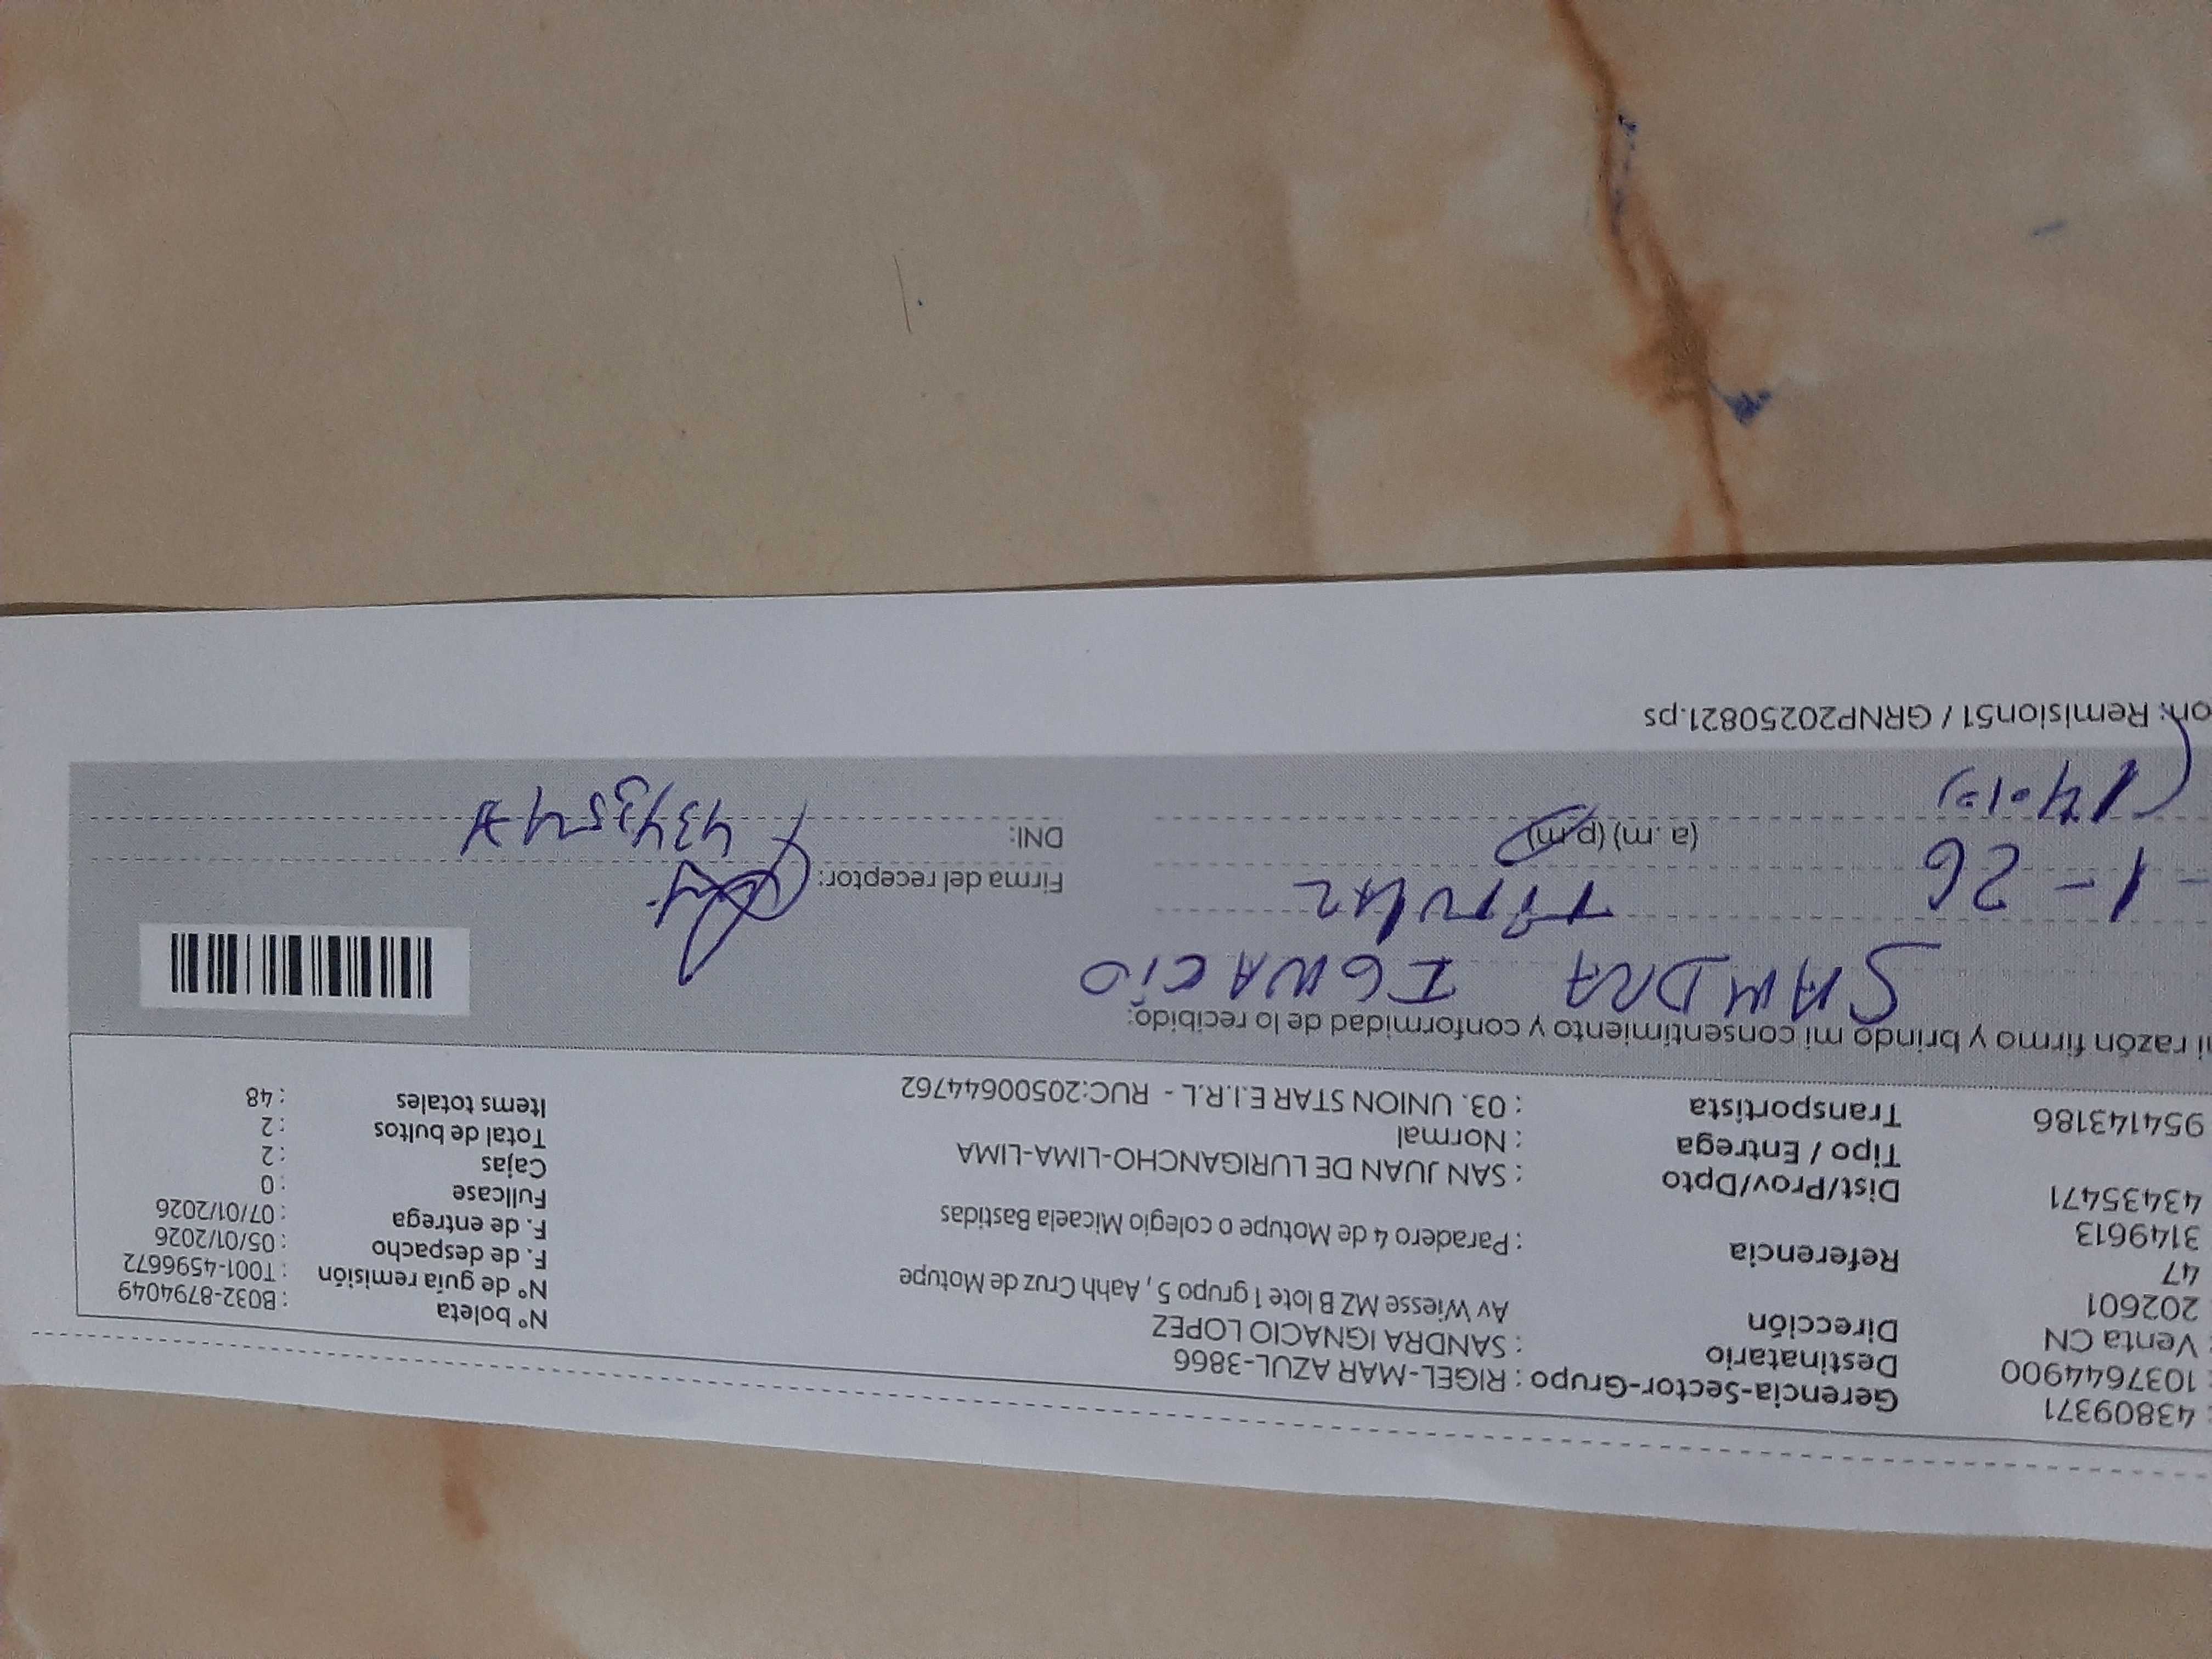 : 43809371 Gerencia-Sector-Grupo : RIGEL-MAR AZUL-3866
: 1037644900 Destinatario : SANDRA IGNACIO LOPEZ Nº boleta : B032-8794049
: Venta CN Dirección Av Wiesse MZ B lote 1 grupo 5, Aahh Cruz de Motupe Nº de guía remisión : T001-4596672
202601 F. de despacho : 05/01/2026
47 Referencia : Paradero 4 de Motupe o colegio Micaela Bastidas F. de entrega : 07/01/2026
3149613 Fullcase : 0
43435471 Dist/Prov/Dpto : SAN JUAN DE LURIGANCHO-LIMA-LIMA Cajas : 2
Tipo / Entrega : Normal Total de bultos : 2
954143186 Transportista : 03. UNION STAR E.I.R.L - RUC:20500644762 Items totales : 48
razón firmo y brindo mi consentimiento y conformidad de lo recibido:
SANDRA IGNACIO
- 1 - 26 Titular Firma del receptor:
(a. m) (p.m) DNI:
Remision51 / GRNP20250821.ps